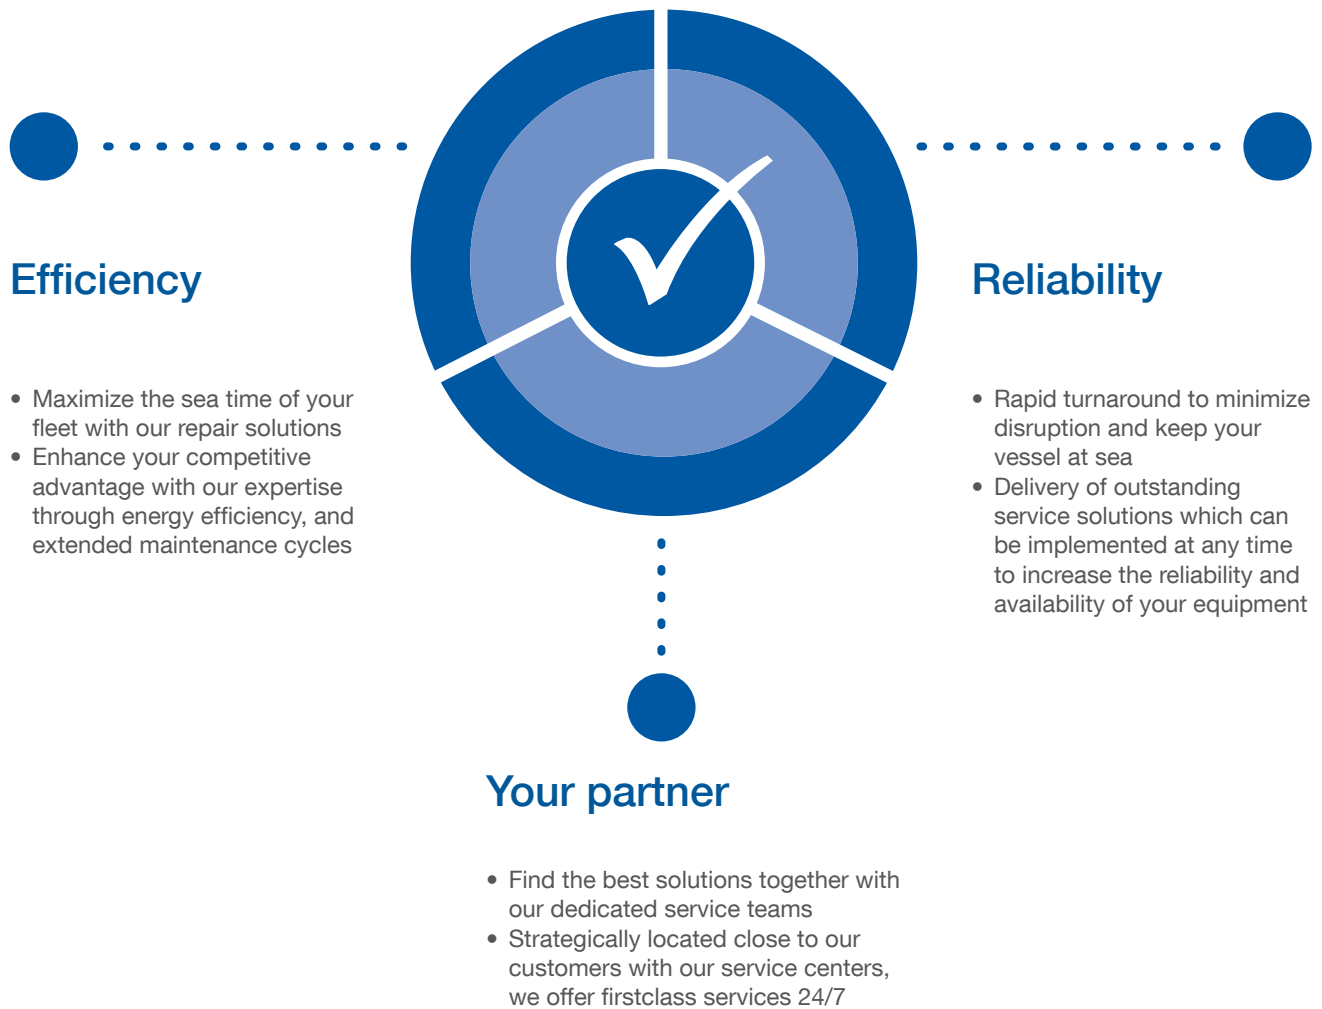 Efficiency
• Maximize the sea time of your
fleet with our repair solutions
• Enhance your competitive
advantage with our expertise
through energy efficiency, and
extended maintenance cycles
Reliability
• Rapid turnaround to minimize
disruption and keep your
vessel at sea
• Delivery of outstanding
service solutions which can
be implemented at any time
to increase the reliability and
availability of your equipment
Your partner
• Find the best solutions together with
our dedicated service teams
• Strategically located close to our
customers with our service centers,
we offer firstclass services 24/7